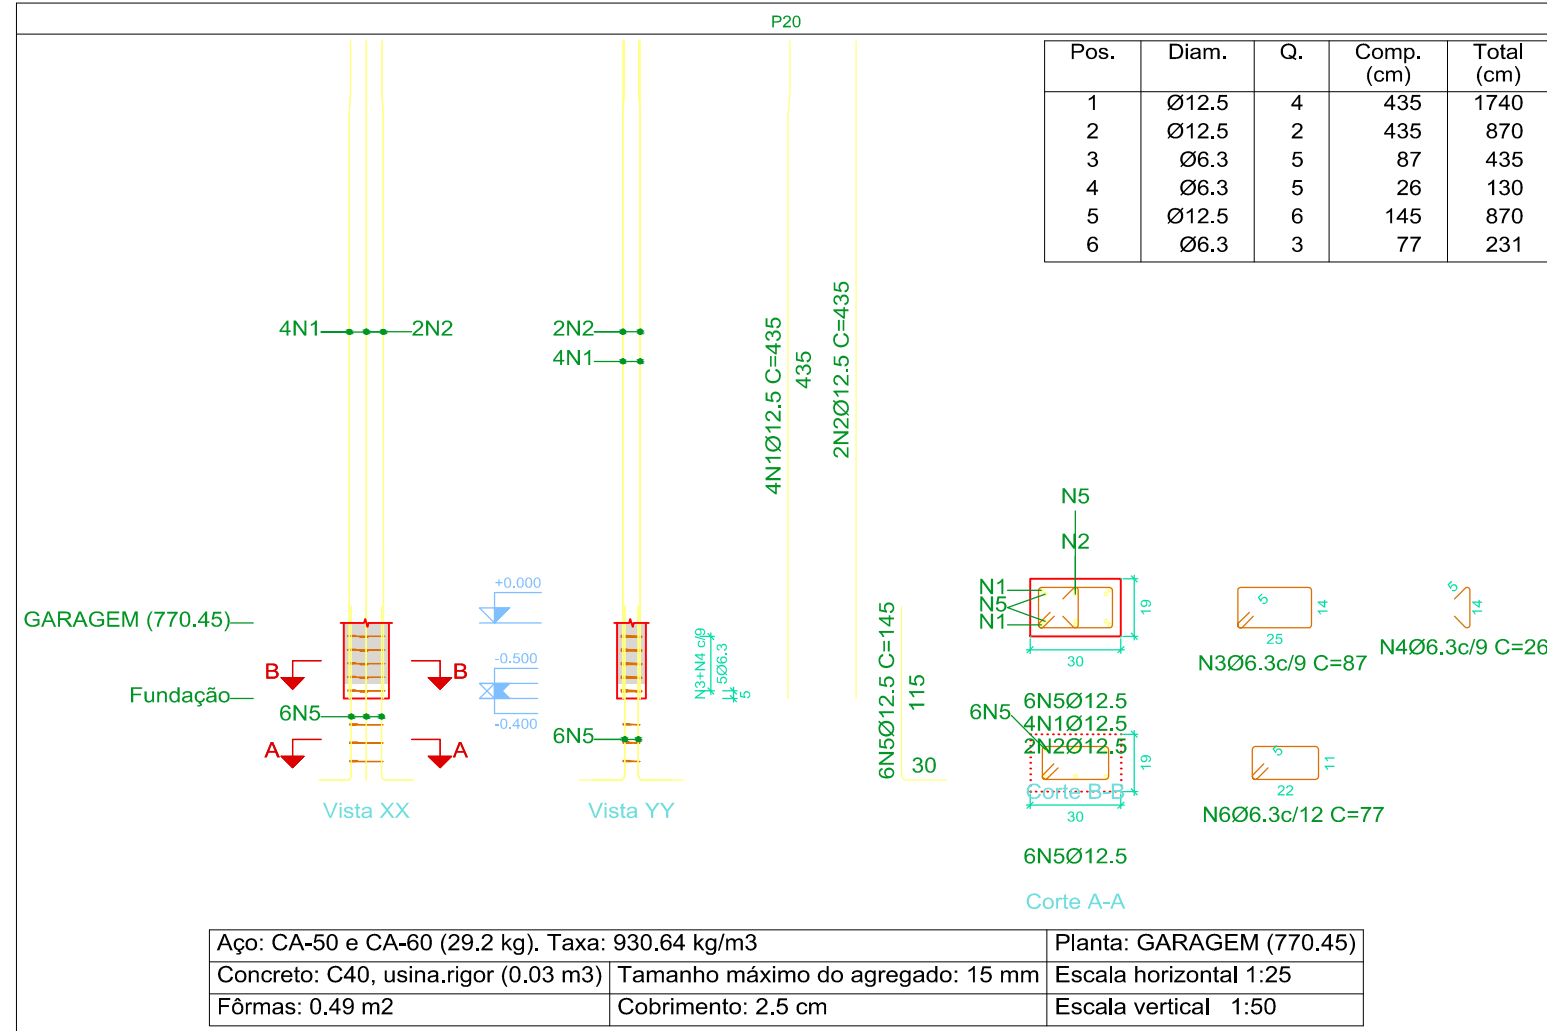 P20
Pos. Diam. Q. Comp. (cm) Total (cm)
1 Ø12.5 4 435 1740
2 Ø12.5 2 435 870
3 Ø6.3 5 87 435
4 Ø6.3 5 26 130
5 Ø12.5 6 145 870
6 Ø6.3 3 77 231
4N1 2N2
2N2
4N1
4N1Ø12.5 C=435
435
2N2Ø12.5 C=435
GARAGEM (770.45)
Fundação
B B
6N5
A A
Vista XX
+0.000
-0.500
-0.400
6N5
Vista YY
N3+N4 c/9
5Ø6.3
5
6N5Ø12.5 C=145
115
30
N5
N2
N1
N5
N1
19
30
6N5Ø12.5
4N1Ø12.5
2N2Ø12.5
Corte B-B
5
14
25
N3Ø6.3c/9 C=87
5
14
N4Ø6.3c/9 C=26
6N5
19
30
6N5Ø12.5
Corte A-A
5
11
22
N6Ø6.3c/12 C=77
Aço: CA-50 e CA-60 (29.2 kg). Taxa: 930.64 kg/m3 Planta: GARAGEM (770.45)
Concreto: C40, usina.rigor (0.03 m3) Tamanho máximo do agregado: 15 mm Escala horizontal 1:25
Fôrmas: 0.49 m2 Cobrimento: 2.5 cm Escala vertical 1:50